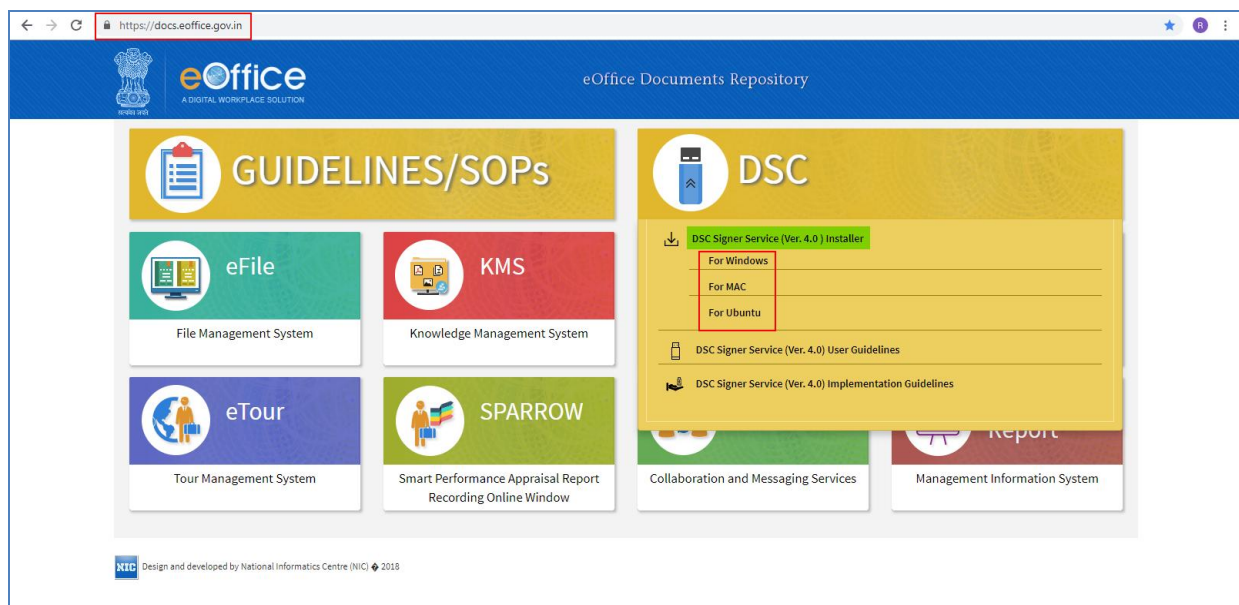 https://docs.eoffice.gov.in
R
सत्यमेव जयते
eOffice
A DIGITAL WORKPLACE SOLUTION
eOffice Documents Repository
GUIDELINES/SOPs
DSC
DSC Signer Service (Ver. 4.0 ) Installer
For Windows
For MAC
For Ubuntu
DSC Signer Service (Ver. 4.0) User Guidelines
DSC Signer Service (Ver. 4.0) Implementation Guidelines
eFile
File Management System
KMS
Knowledge Management System
eTour
Tour Management System
SPARROW
Smart Performance Appraisal Report
Recording Online Window
Collaboration and Messaging Services
Report
Management Information System
NIC Design and developed by National Informatics Centre (NIC) � 2018